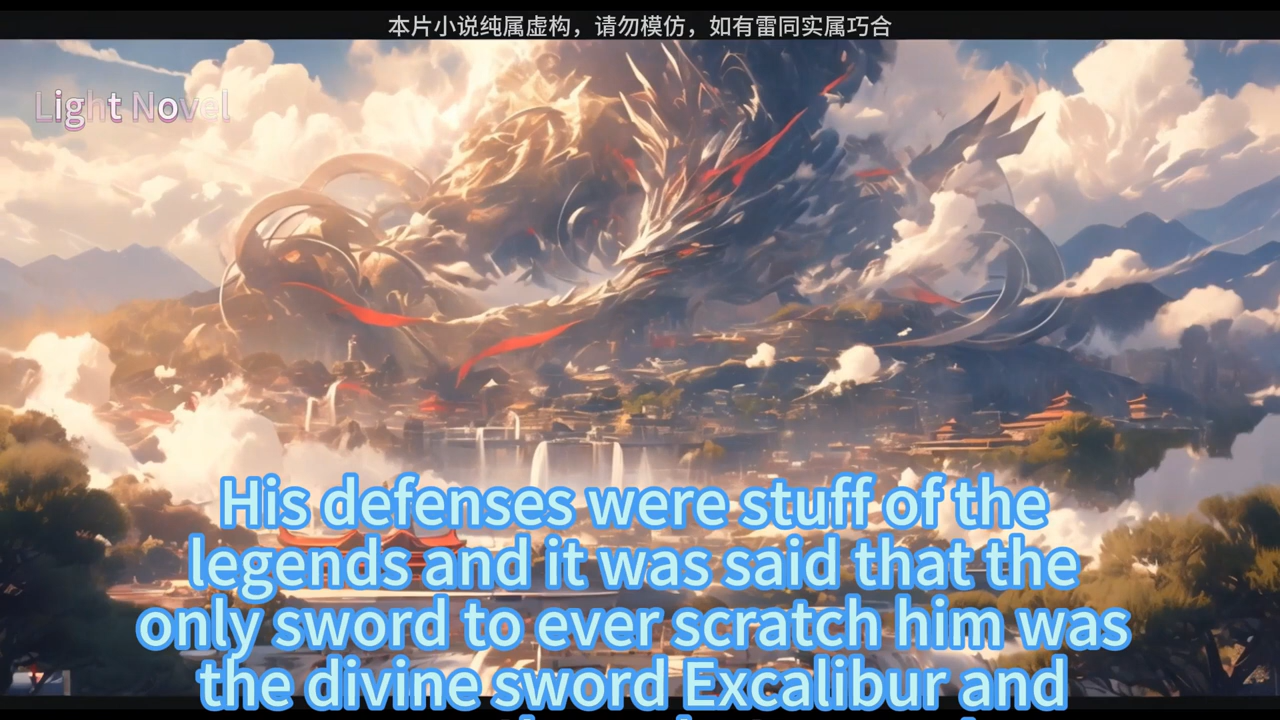 本片小说纯属虚构，请勿模仿，如有雷同实属巧合
Light Novel
His defenses were stuff of the
legends and it was said that the
only sword to ever scratch him was
the divine sword Excalibur and